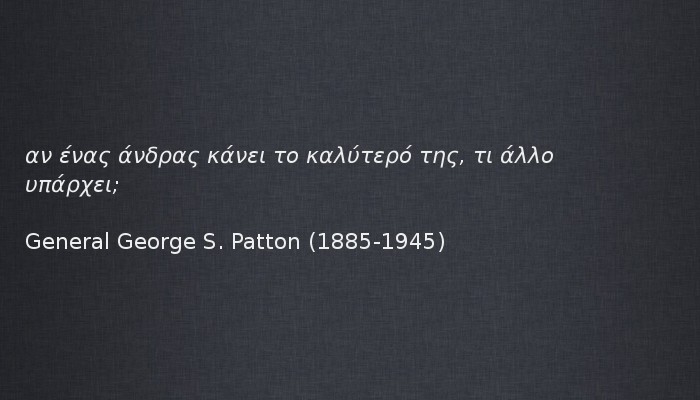 αν ένας άνδρας κάνει το καλύτερό της, τι άλλο
υπάρχει;
General George S. Patton (1885-1945)